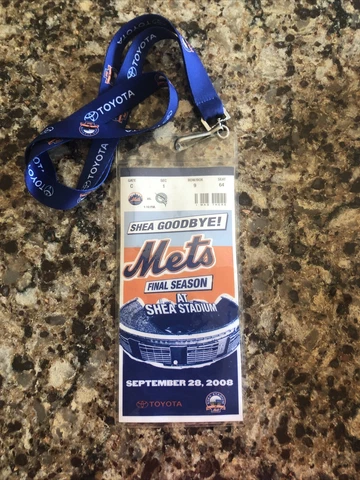 TOYOTA
TOYOTA
TOYOTA
SHEA GOODBYE!
Mets
FINAL SEASON
AT
SHEA STADIUM
SEPTEMBER 28, 2008
TOYOTA